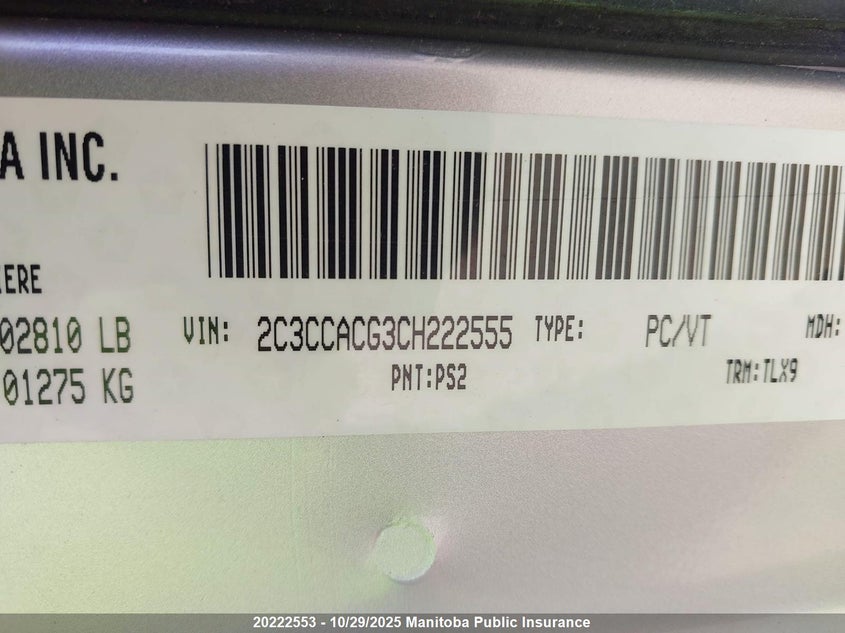 A INC.
ERE
02810 LB
01275 KG
VIN: 2C3CCACG3CH222555 TYPE: PC/VT MDH:
PNT:PS2 TRM:TLX9
20222553 - 10/29/2025 Manitoba Public Insurance